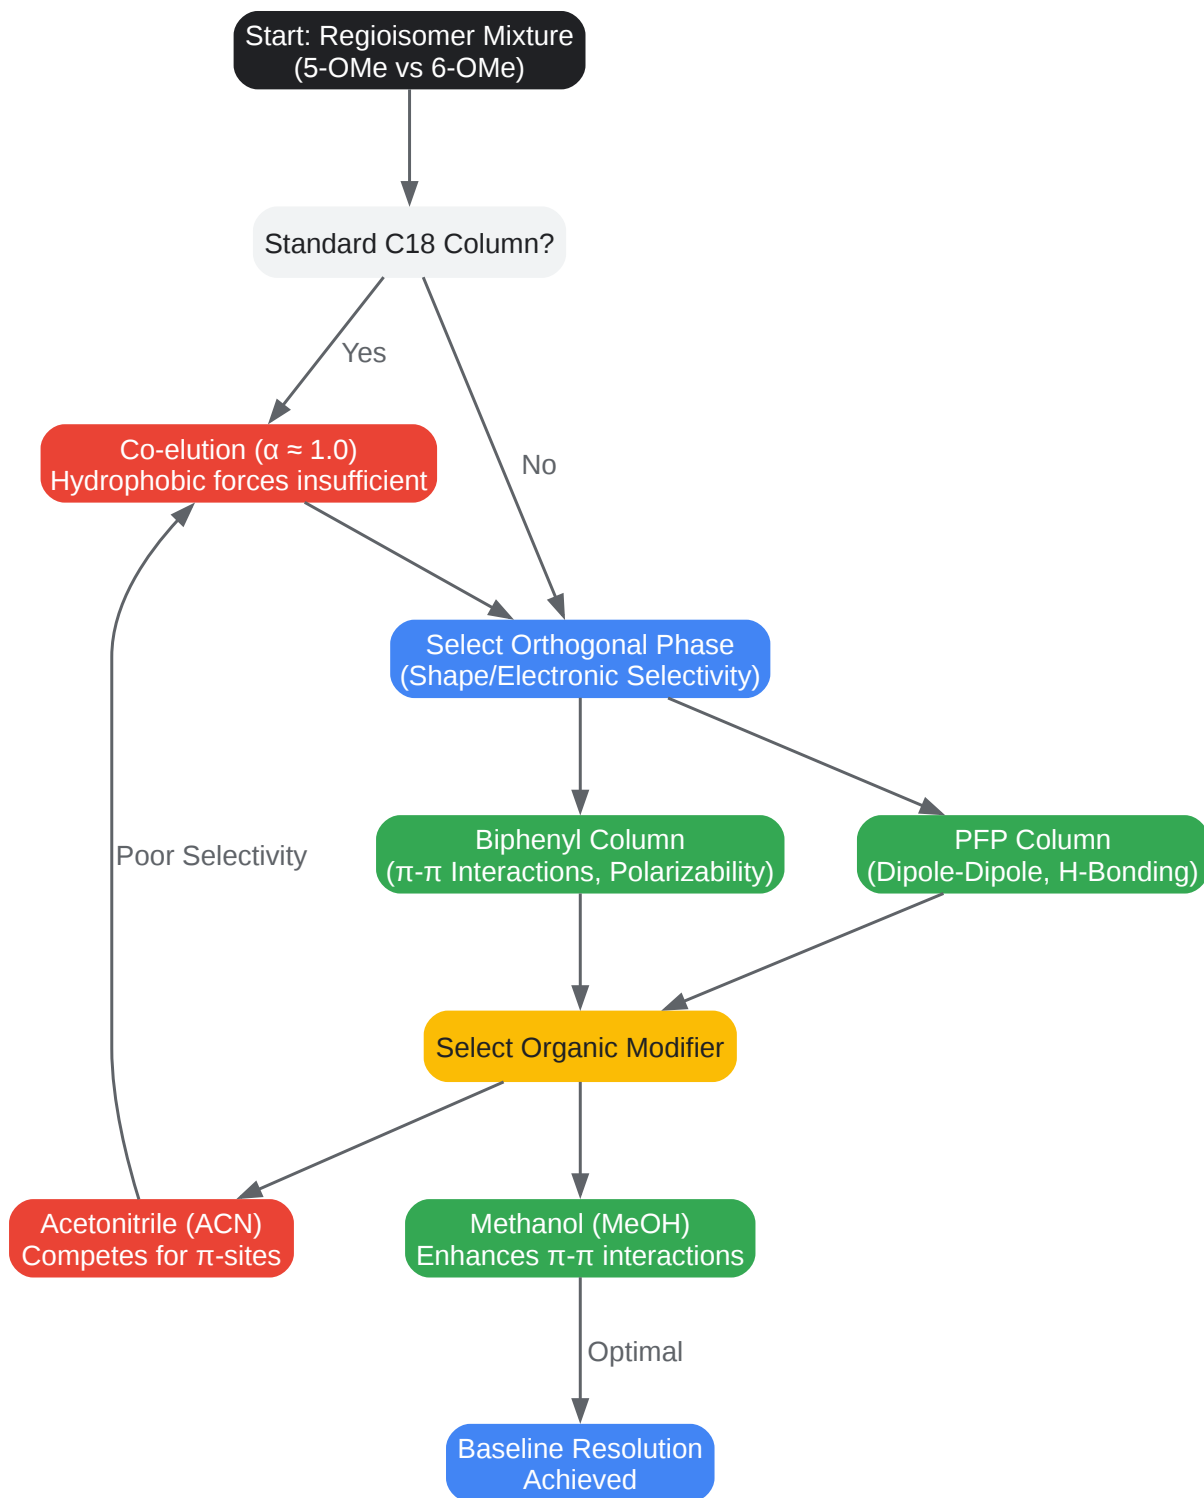 Start: Regioisomer Mixture
(5-OMe vs 6-OMe)
Standard C18 Column?
Yes
Co-elution (α ≈ 1.0)
Hydrophobic forces insufficient
No
Select Orthogonal Phase
(Shape/Electronic Selectivity)
Biphenyl Column
(π-π Interactions, Polarizability)
PFP Column
(Dipole-Dipole, H-Bonding)
Poor Selectivity
Select Organic Modifier
Acetonitrile (ACN)
Competes for π-sites
Methanol (MeOH)
Enhances π-π interactions
Optimal
Baseline Resolution
Achieved